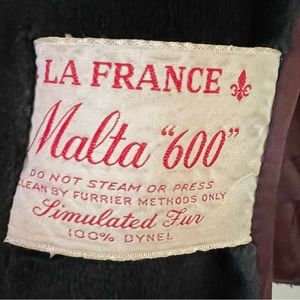 LA FRANCE
Malta "600"
DO NOT STEAM OR PRESS
CLEAN BY FURRIER METHODS ONLY
Simulated Fur
100% DYNEL